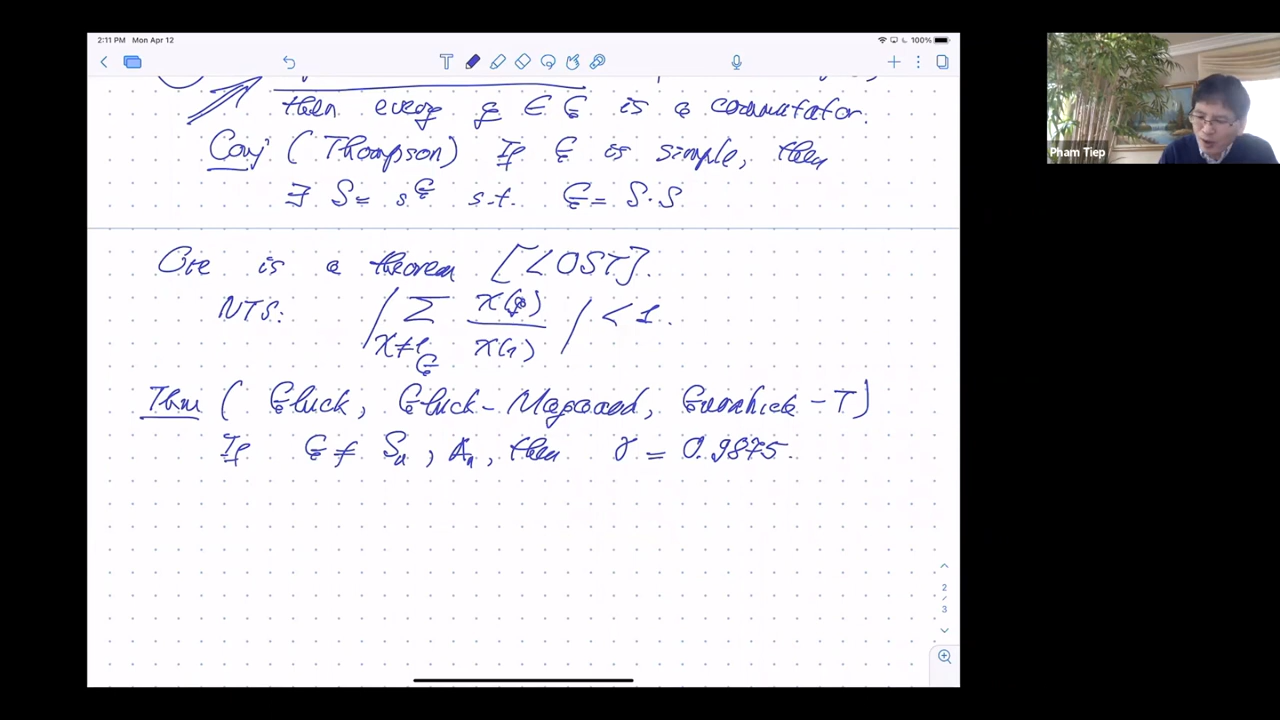 2:11 PM Mon Apr 12
100%
then every g ∈ G is a commutator.
Conj (Thompson) If G is simple, then
∃ S = s^G s.t. G = S·S
Ore is a theorem [LOST].
NTS: | Σ_{χ≠1_G} χ(g)/χ(1) | < 1.
Thm (Gluck, Gluck-Magaard, Guralnick-T)
If G ≠ S_n, A_n, then γ = 0.9875.
Pham Tiep
2
3